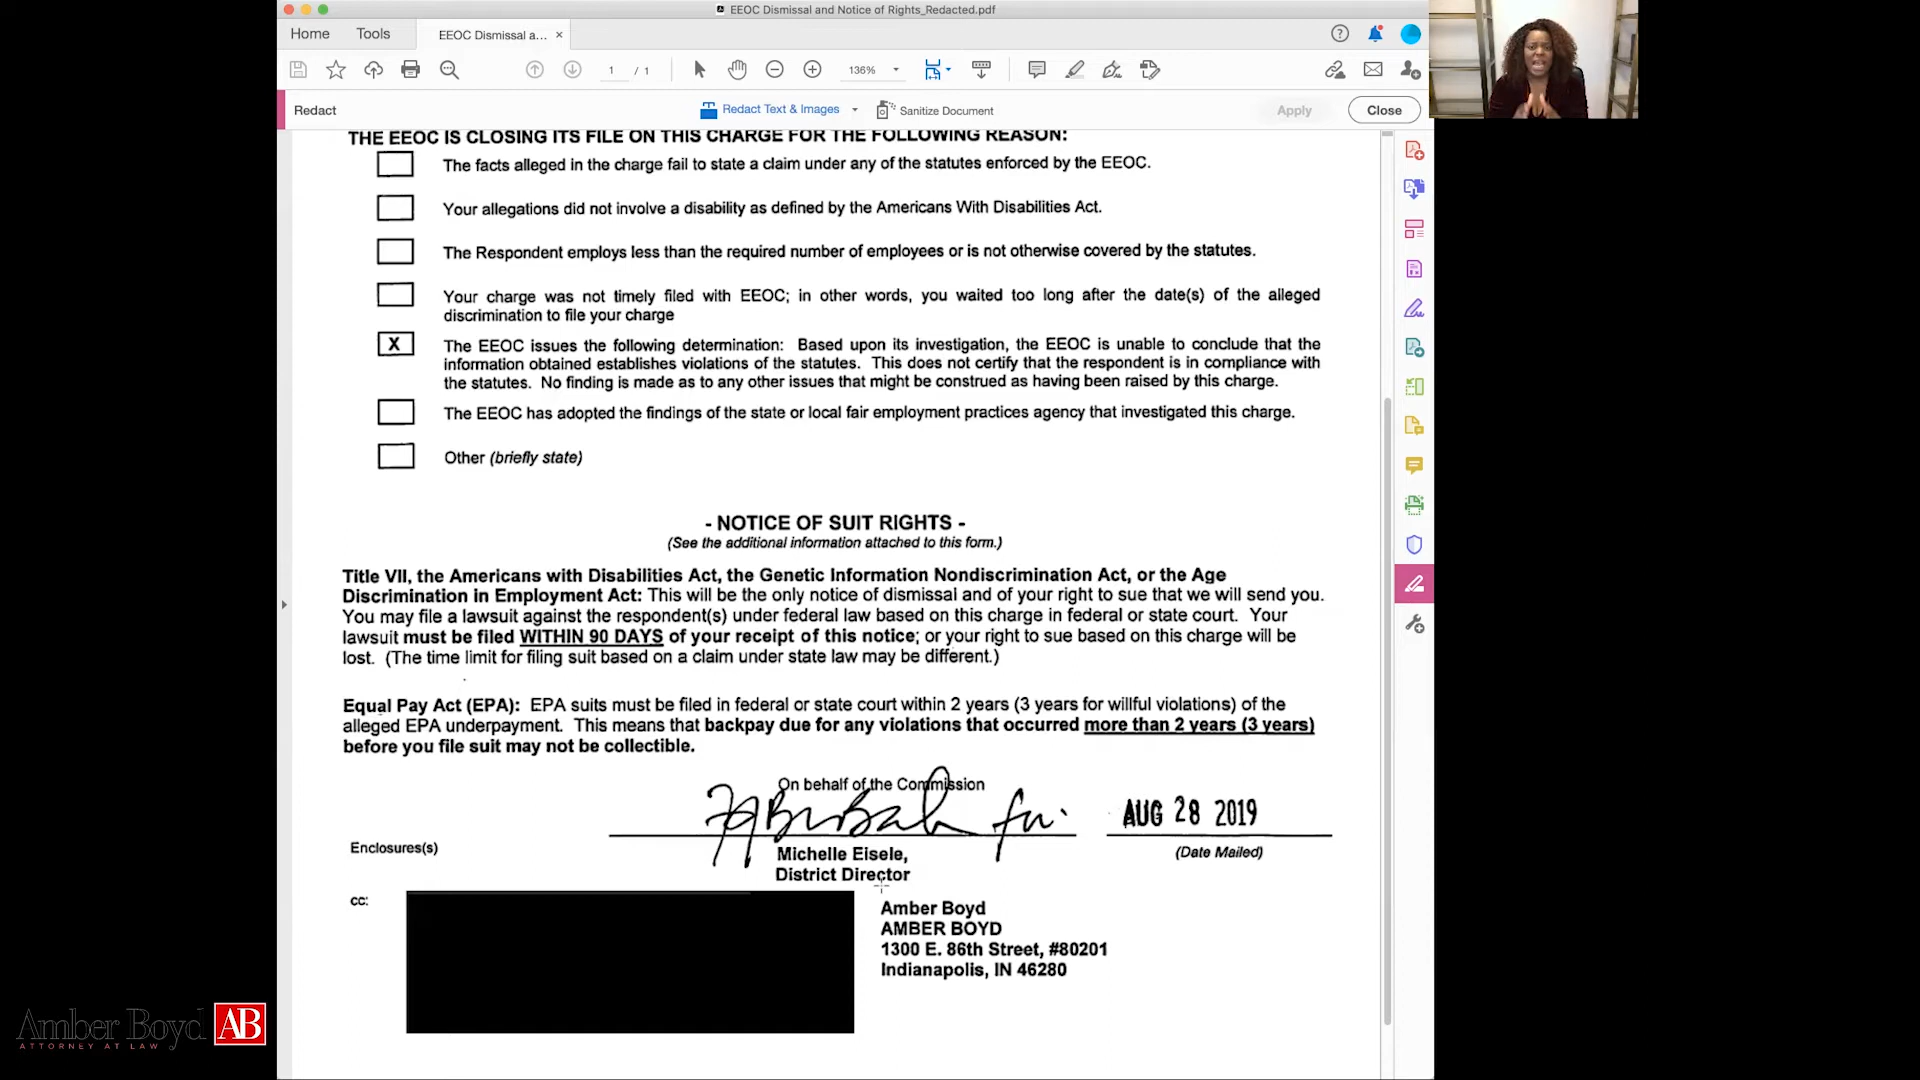 EEOC Dismissal and Notice of Rights_Redacted.pdf
Home Tools EEOC Dismissal a... ×
1 / 1 136%
Redact Redact Text & Images Sanitize Document Apply Close
THE EEOC IS CLOSING ITS FILE ON THIS CHARGE FOR THE FOLLOWING REASON:
The facts alleged in the charge fail to state a claim under any of the statutes enforced by the EEOC.
Your allegations did not involve a disability as defined by the Americans With Disabilities Act.
The Respondent employs less than the required number of employees or is not otherwise covered by the statutes.
Your charge was not timely filed with EEOC; in other words, you waited too long after the date(s) of the alleged
discrimination to file your charge
X The EEOC issues the following determination: Based upon its investigation, the EEOC is unable to conclude that the
information obtained establishes violations of the statutes. This does not certify that the respondent is in compliance with
the statutes. No finding is made as to any other issues that might be construed as having been raised by this charge.
The EEOC has adopted the findings of the state or local fair employment practices agency that investigated this charge.
Other (briefly state)
- NOTICE OF SUIT RIGHTS -
(See the additional information attached to this form.)
Title VII, the Americans with Disabilities Act, the Genetic Information Nondiscrimination Act, or the Age
Discrimination in Employment Act: This will be the only notice of dismissal and of your right to sue that we will send you.
You may file a lawsuit against the respondent(s) under federal law based on this charge in federal or state court. Your
lawsuit must be filed WITHIN 90 DAYS of your receipt of this notice; or your right to sue based on this charge will be
lost. (The time limit for filing suit based on a claim under state law may be different.)
Equal Pay Act (EPA): EPA suits must be filed in federal or state court within 2 years (3 years for willful violations) of the
alleged EPA underpayment. This means that backpay due for any violations that occurred more than 2 years (3 years)
before you file suit may not be collectible.
On behalf of the Commission
for AUG 28 2019
Enclosures(s) Michelle Eisele, (Date Mailed)
District Director
cc: Amber Boyd
AMBER BOYD
1300 E. 86th Street, #80201
Indianapolis, IN 46280
Amber Boyd AB
ATTORNEY AT LAW